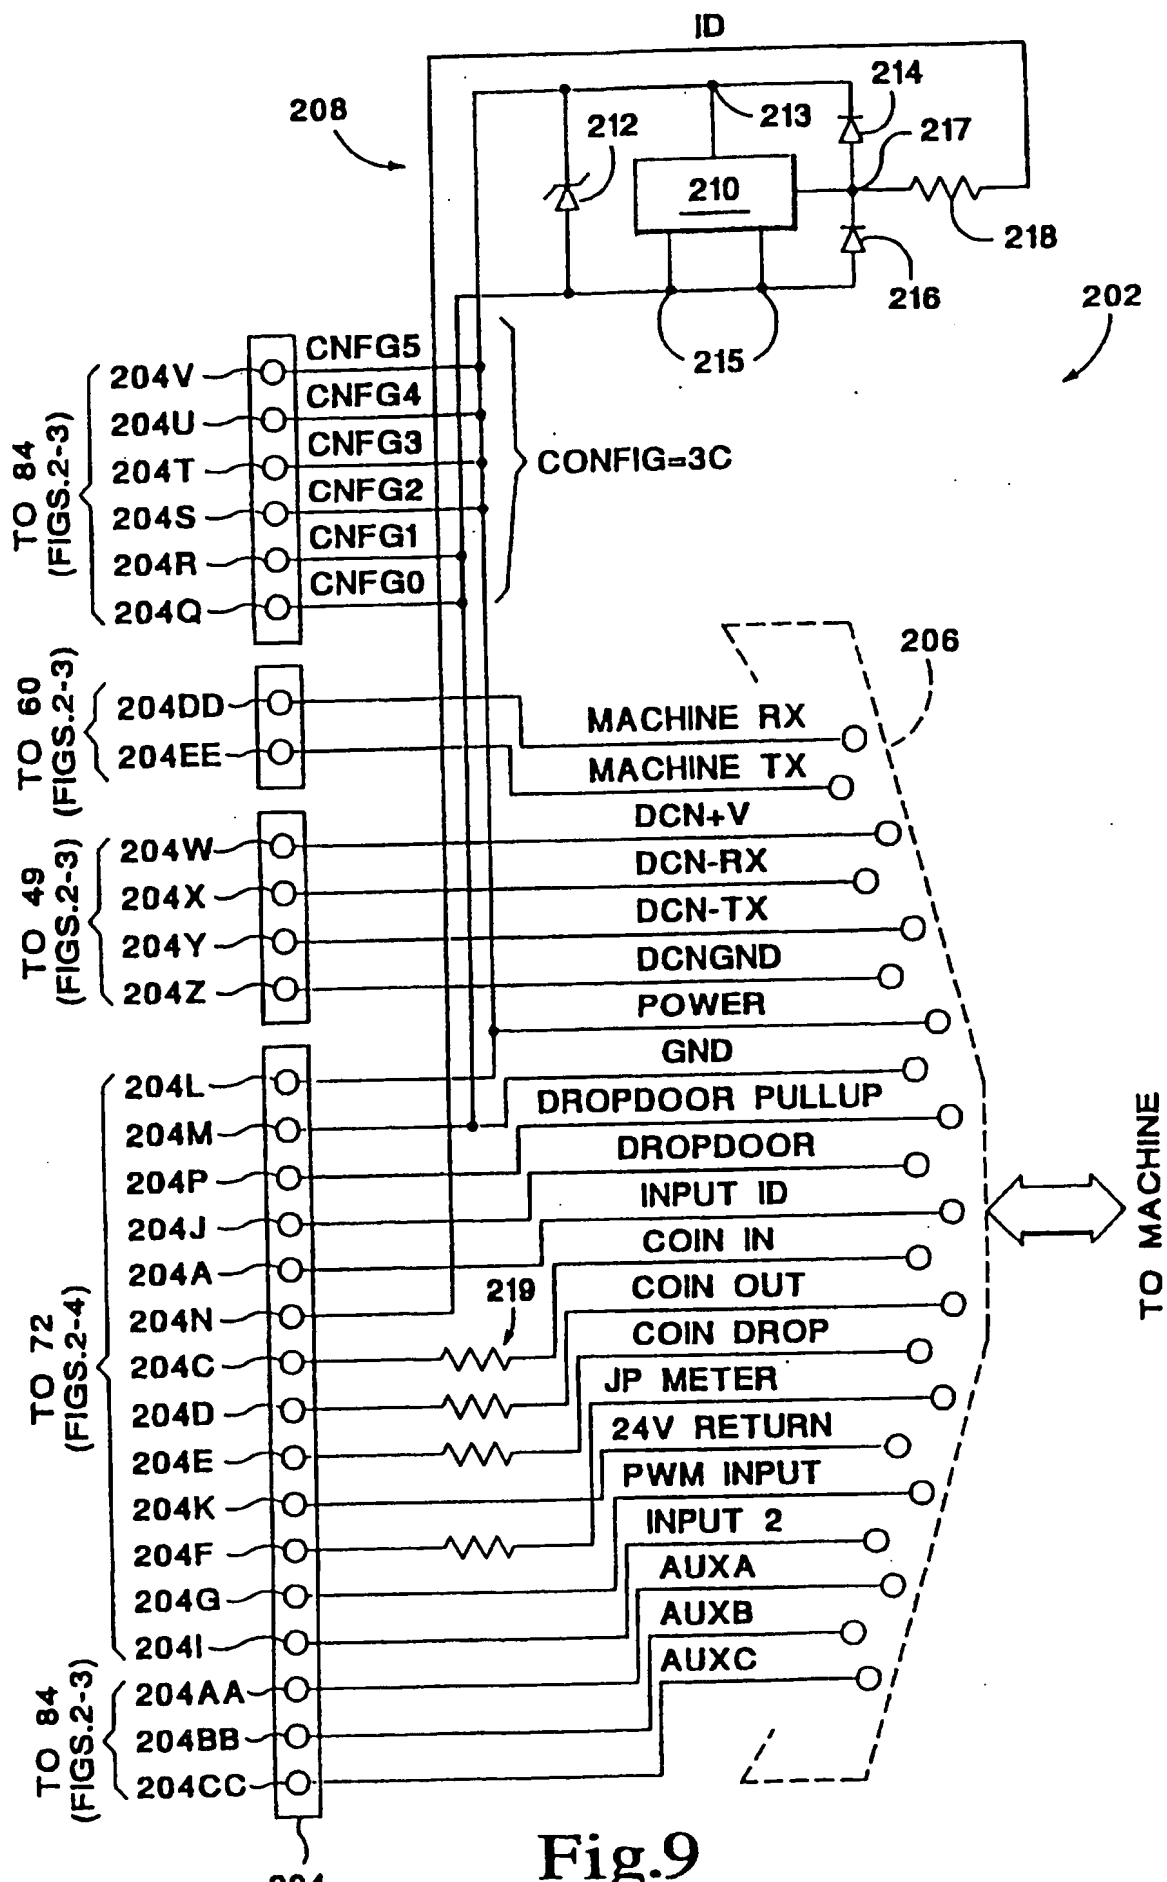 ID
208
212
213
214
217
210
218
216
202
215
TO 84
(FIGS.2-3)
204V
CNFG5
204U
CNFG4
204T
CNFG3
204S
CNFG2
204R
CNFG1
204Q
CNFG0
CONFIG=3C
206
TO 60
(FIGS.2-3)
204DD
MACHINE RX
204EE
MACHINE TX
TO 49
(FIGS.2-3)
204W
DCN+V
204X
DCN-RX
204Y
DCN-TX
204Z
DCNGND
POWER
GND
TO 72
(FIGS.2-4)
204L
204M
DROPDOOR PULLUP
204P
DROPDOOR
204J
INPUT ID
204A
COIN IN
204N
219
COIN OUT
204C
COIN DROP
204D
JP METER
204E
24V RETURN
204K
PWM INPUT
204F
INPUT 2
204G
AUXA
204I
AUXB
AUXC
TO 84
(FIGS.2-3)
204AA
204BB
204CC
TO MACHINE
204
Fig.9